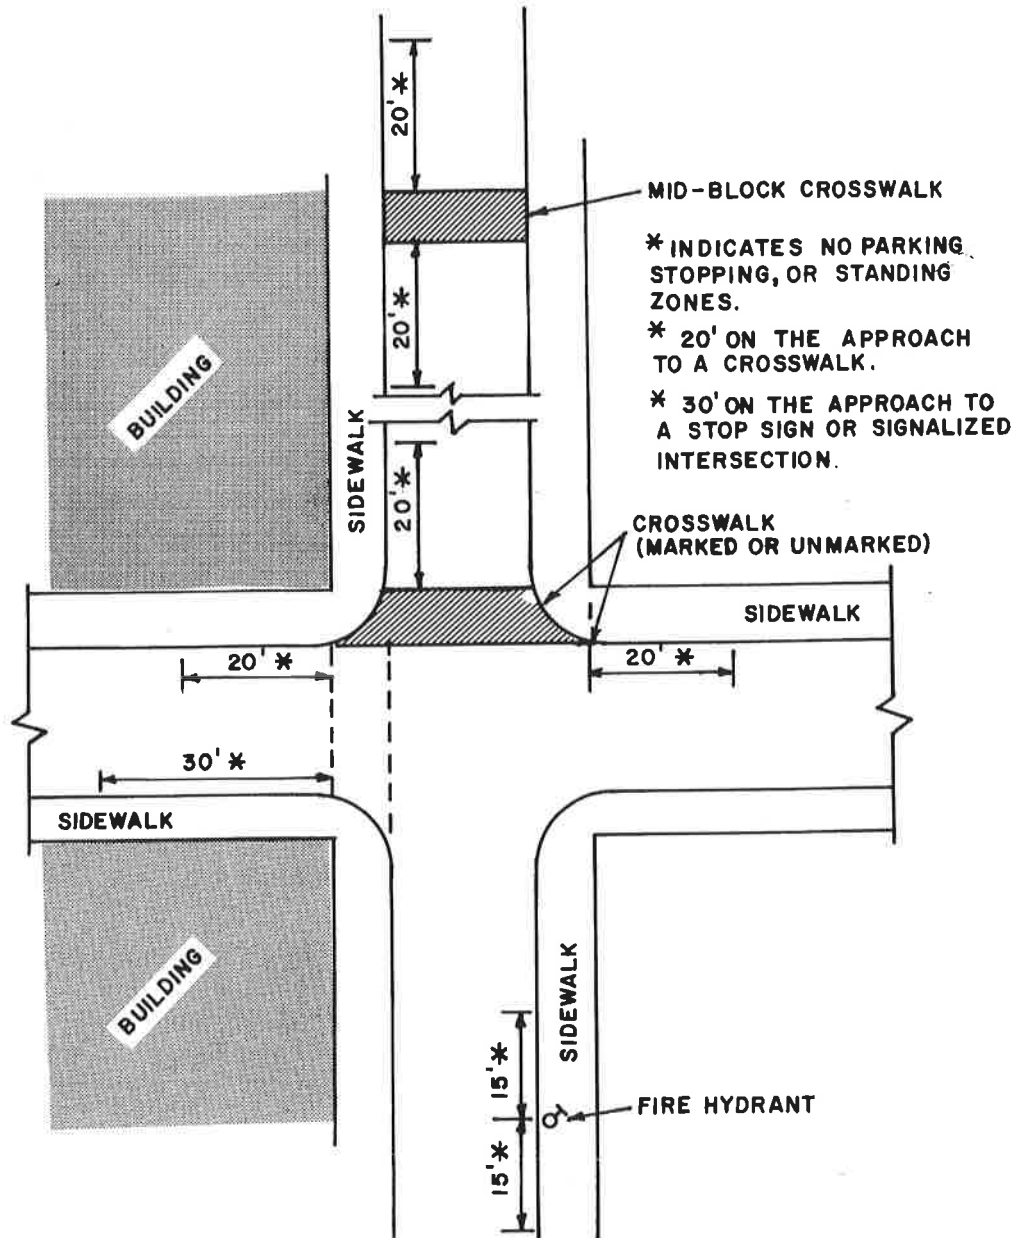 20'*
MID-BLOCK CROSSWALK
* INDICATES NO PARKING
STOPPING, OR STANDING
ZONES.
20'*
* 20' ON THE APPROACH
TO A CROSSWALK.
BUILDING
* 30' ON THE APPROACH TO
A STOP SIGN OR SIGNALIZED
INTERSECTION.
SIDEWALK
20'*
CROSSWALK
(MARKED OR UNMARKED)
SIDEWALK
20'*
20'*
30'*
SIDEWALK
BUILDING
SIDEWALK
15'*
FIRE HYDRANT
15'*